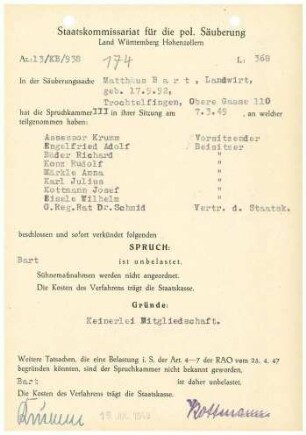 Staatskommissariat für die pol. Säuberung
Land Württemberg Hohenzollern
Az.: 13/KB/938 174 L: 368
In der Säuberungssache Matthäus Bart, Landwirt,
geb. 17.9.92,
Trochtelfingen, Obere Gasse 110
hat die Spruchkammer III in ihrer Sitzung am 7.3.49, an welcher
teilgenommen haben:
Assessor Krumm Vorsitzender
Engelfried Adolf Beisitzer
Bader Richard "
Konz Rudolf "
Märkle Anna "
Karl Julius "
Kottmann Josef "
Eisele Wilhelm "
O.Reg.Rat Dr.Schmid Vertr. d. Staatsk.
beschlossen und sofort verkündet folgenden
SPRUCH:
Bart
ist unbelastet.
Sühnemaßnahmen werden nicht angeordnet.
Die Kosten des Verfahrens trägt die Staatskasse.
Gründe:
Keinerlei Mitgliedschaft.
Weitere Tatsachen, die eine Belastung i. S. der Art. 4—7 der RAO vom 25. 4. 47
begründen könnten, sind der Spruchkammer nicht bekannt geworden,
Bart ist daher unbelastet.
Die Kosten des Verfahrens trägt die Staatskasse.
Krumm Kottmann